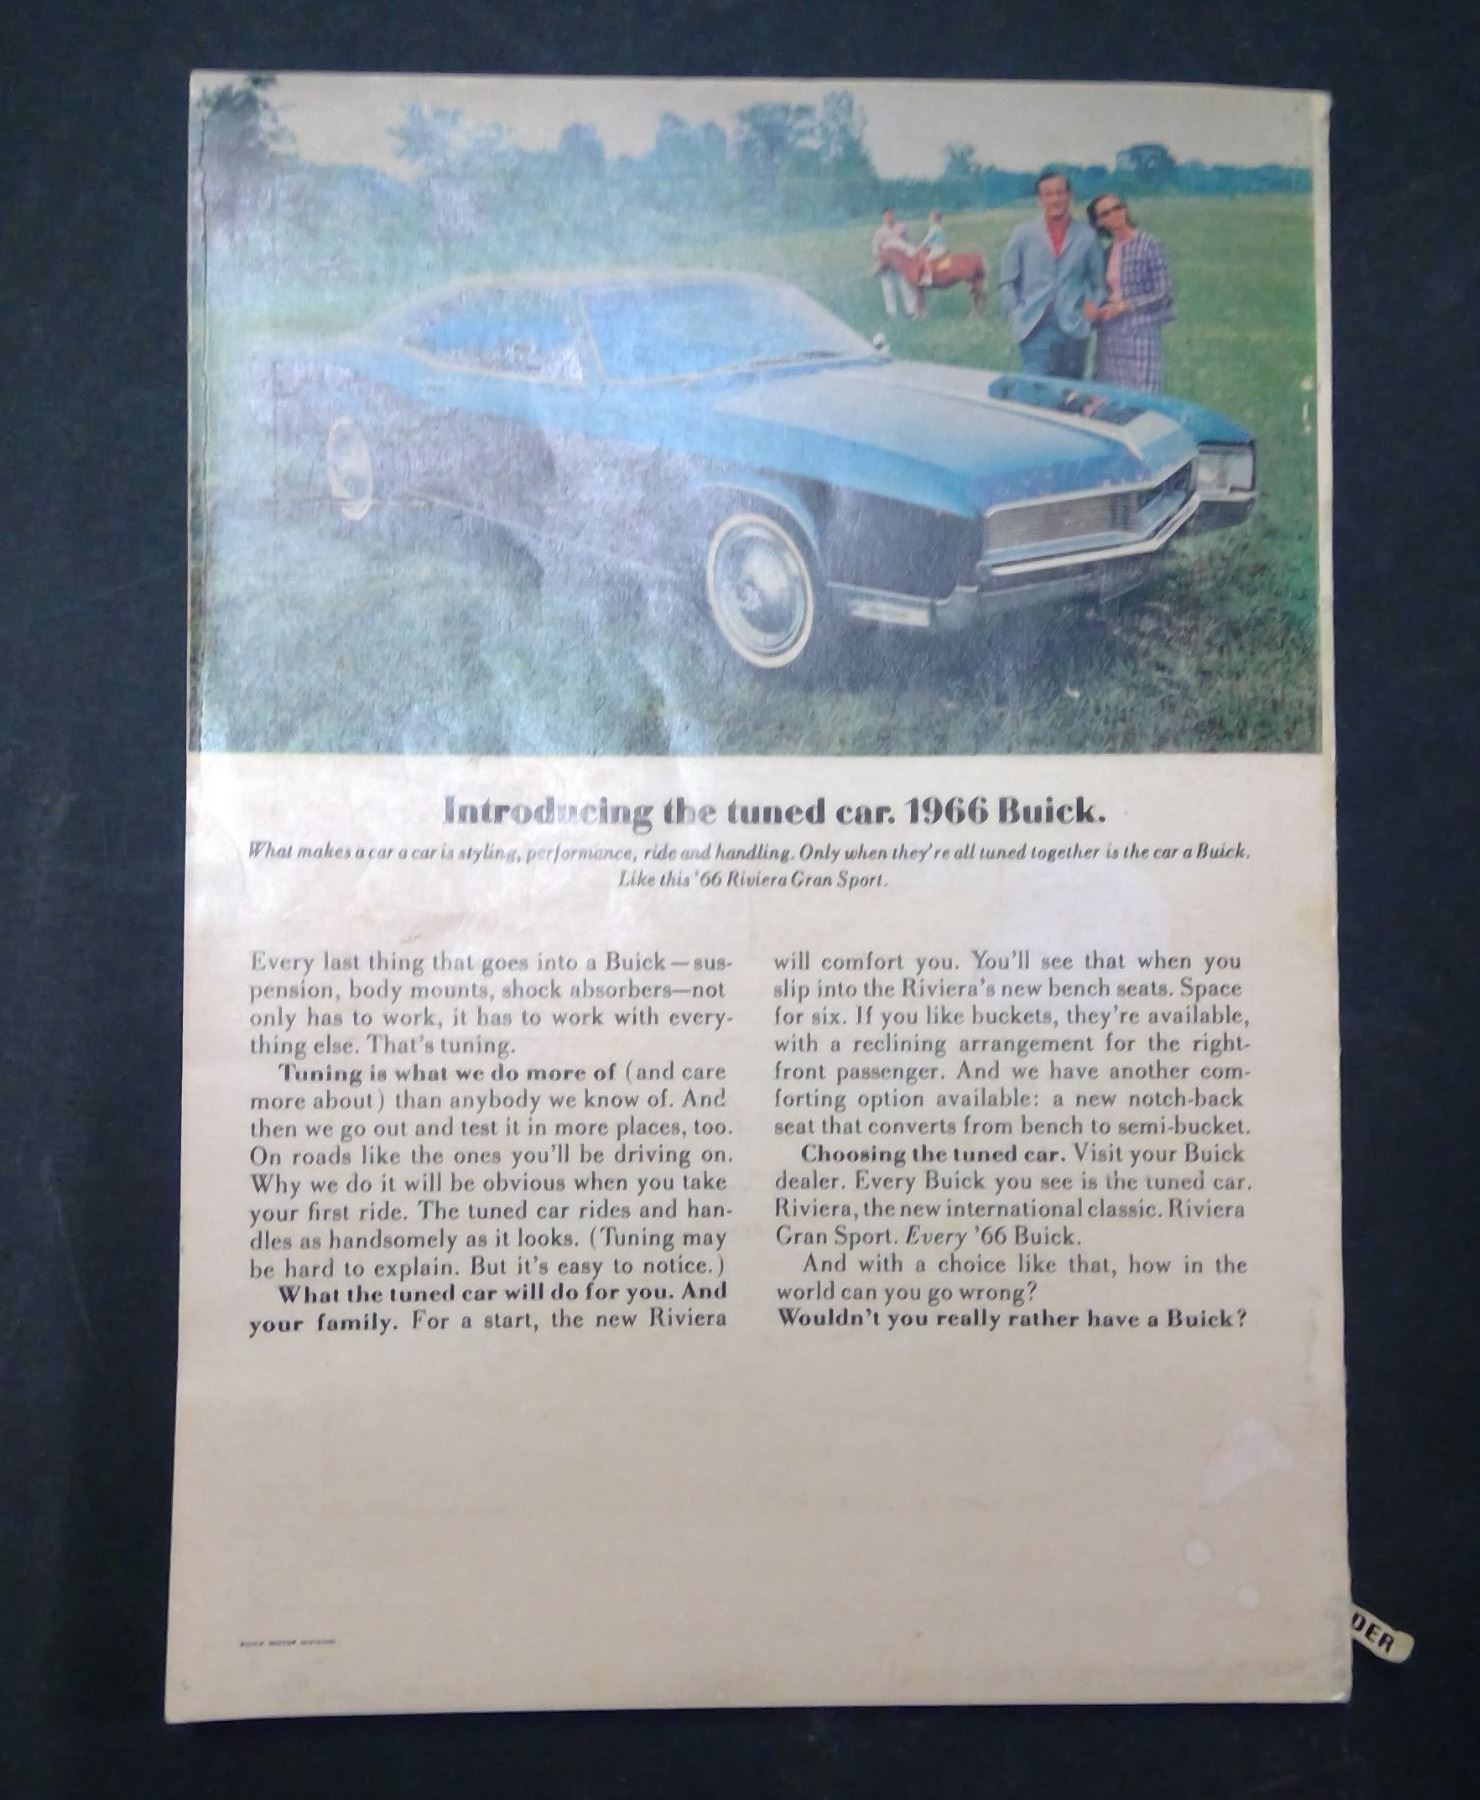 Introducing the tuned car. 1966 Buick.
What makes a car a car is styling, performance, ride and handling. Only when they're all tuned together is the car a Buick.
Like this '66 Riviera Gran Sport.
Every last thing that goes into a Buick—sus-
pension, body mounts, shock absorbers—not
only has to work, it has to work with every-
thing else. That's tuning.
Tuning is what we do more of (and care
more about) than anybody we know of. And
then we go out and test it in more places, too.
On roads like the ones you'll be driving on.
Why we do it will be obvious when you take
your first ride. The tuned car rides and han-
dles as handsomely as it looks. (Tuning may
be hard to explain. But it's easy to notice.)
What the tuned car will do for you. And
your family. For a start, the new Riviera
will comfort you. You'll see that when you
slip into the Riviera's new bench seats. Space
for six. If you like buckets, they're available,
with a reclining arrangement for the right-
front passenger. And we have another com-
forting option available: a new notch-back
seat that converts from bench to semi-bucket.
Choosing the tuned car. Visit your Buick
dealer. Every Buick you see is the tuned car.
Riviera, the new international classic. Riviera
Gran Sport. Every '66 Buick.
And with a choice like that, how in the
world can you go wrong?
Wouldn't you really rather have a Buick?
BUICK MOTOR DIVISION
DER